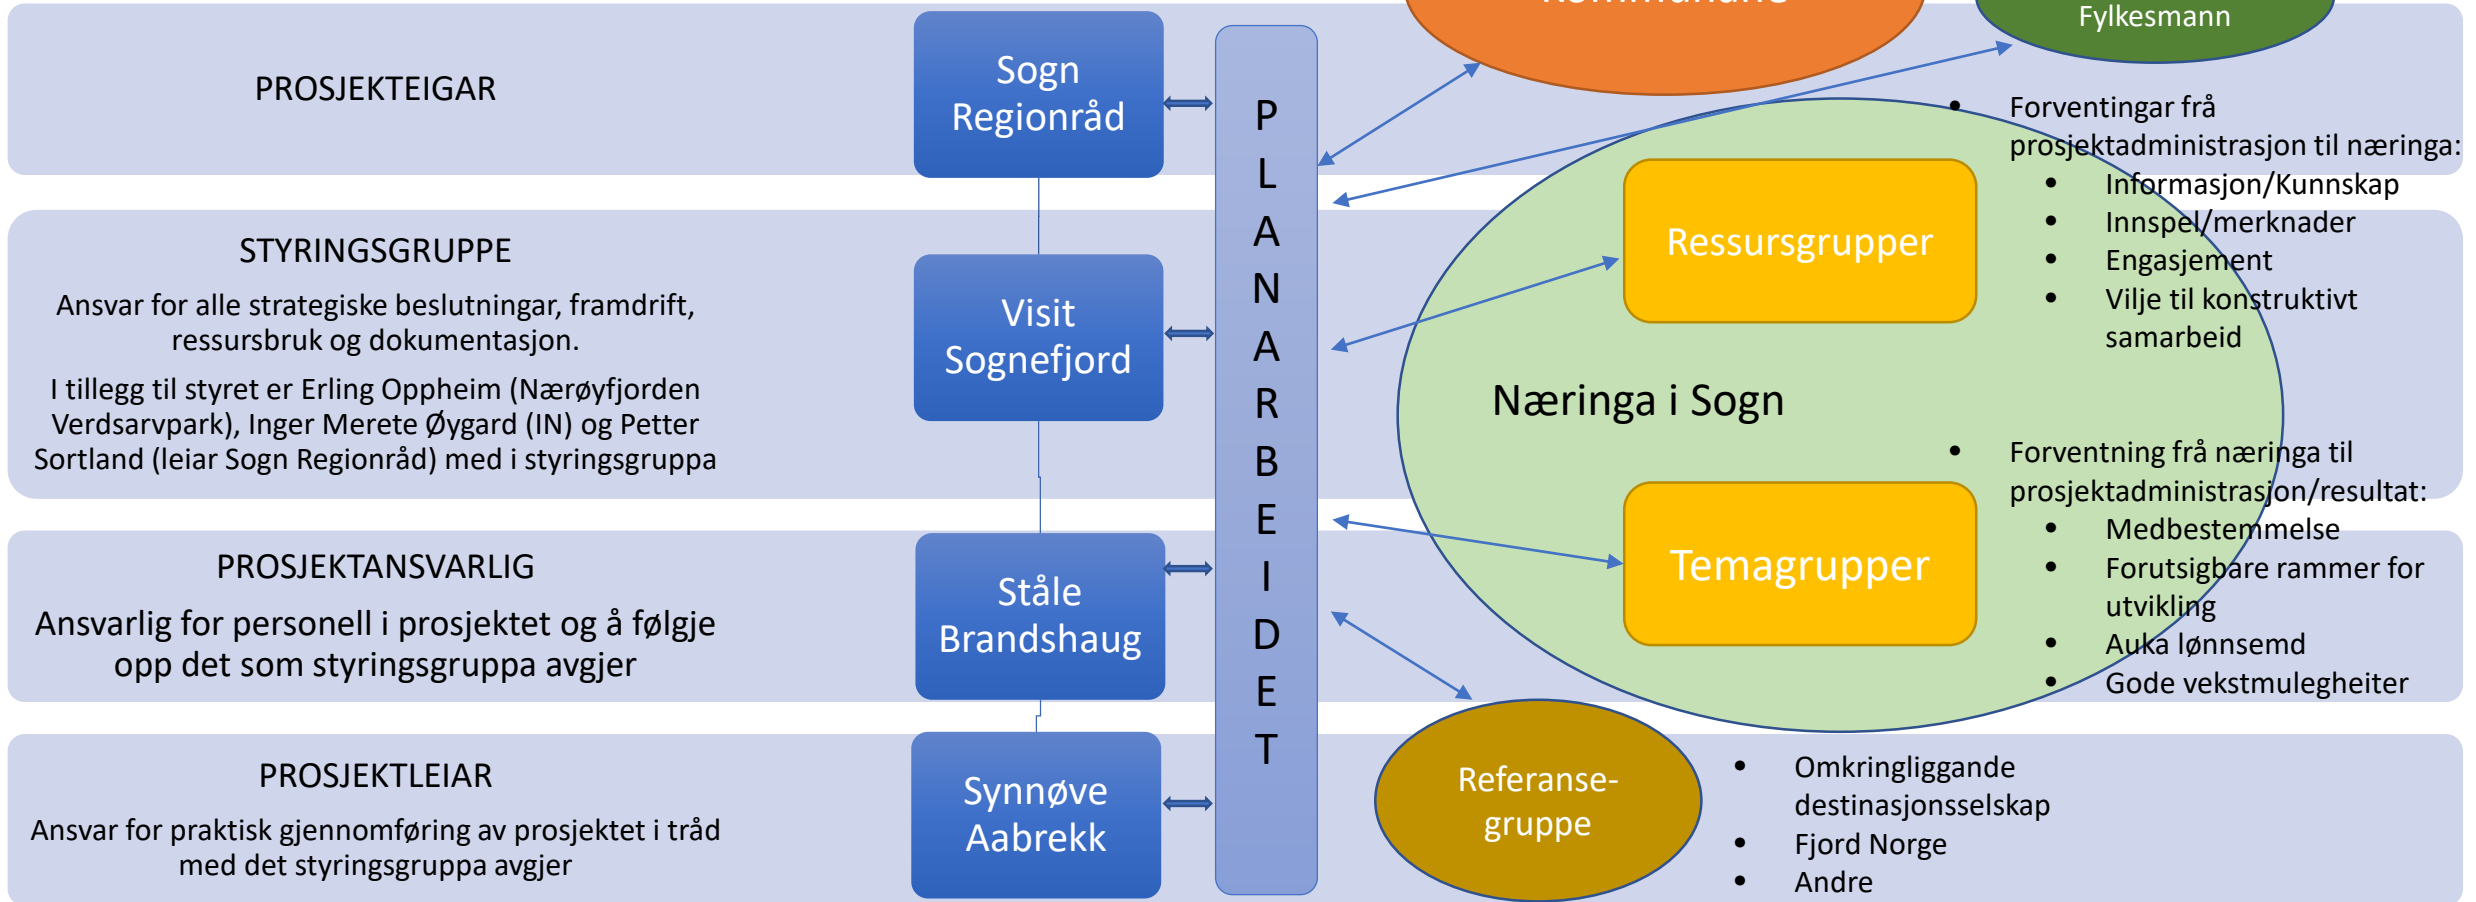 PROSJEKTEIGAR
STYRINGSGRUPPE
Ansvar for alle strategiske beslutningar, framdrift,
ressursbruk og dokumentasjon.
I tillegg til styret er Erling Oppheim (Nærøyfjorden
Verdsarvpark), Inger Merete Øygard (IN) og Petter
Sortland (leiar Sogn Regionråd) med i styringsgruppa
PROSJEKTANSVARLIG
Ansvarlig for personell i prosjektet og å følgje
opp det som styringsgruppa avgjer
PROSJEKTLEIAR
Ansvar for praktisk gjennomføring av prosjektet i tråd
med det styringsgruppa avgjer
Sogn
Regionråd
Visit
Sognefjord
Ståle
Brandshaug
Synnøve
Aabrekk
P
L
A
N
A
R
B
E
I
D
E
T
Fylkesmann
Næringa i Sogn
Ressursgrupper
Temagrupper
• Forventingar frå
prosjektadministrasjon til næringa:
• Informasjon/Kunnskap
• Innspel/merknader
• Engasjement
• Vilje til konstruktivt
samarbeid
• Forventning frå næringa til
prosjektadministrasjon/resultat:
• Medbestemmelse
• Forutsigbare rammer for
utvikling
• Auka lønnsemd
• Gode vekstmulegheiter
Referanse-
gruppe
• Omkringliggande
destinasjonsselskap
• Fjord Norge
• Andre